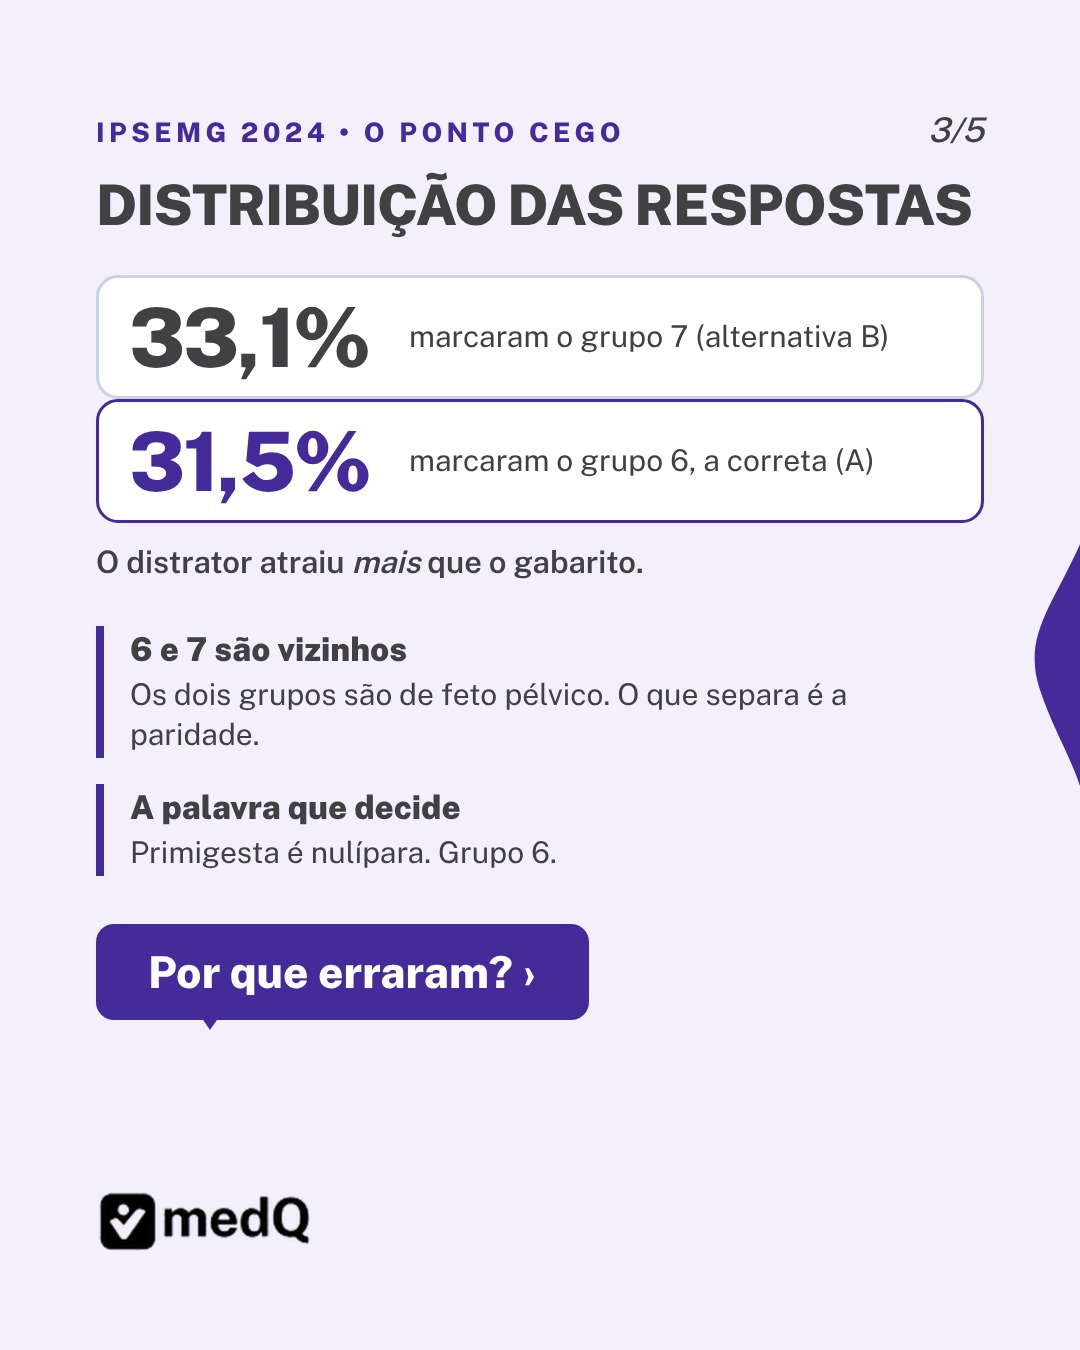 IPSEMG 2024 • O PONTO CEGO
3/5
DISTRIBUIÇÃO DAS RESPOSTAS
33,1% marcaram o grupo 7 (alternativa B)
31,5% marcaram o grupo 6, a correta (A)
O distrator atraiu mais que o gabarito.
6 e 7 são vizinhos
Os dois grupos são de feto pélvico. O que separa é a
paridade.
A palavra que decide
Primigesta é nulípara. Grupo 6.
Por que erraram? ›
medQ